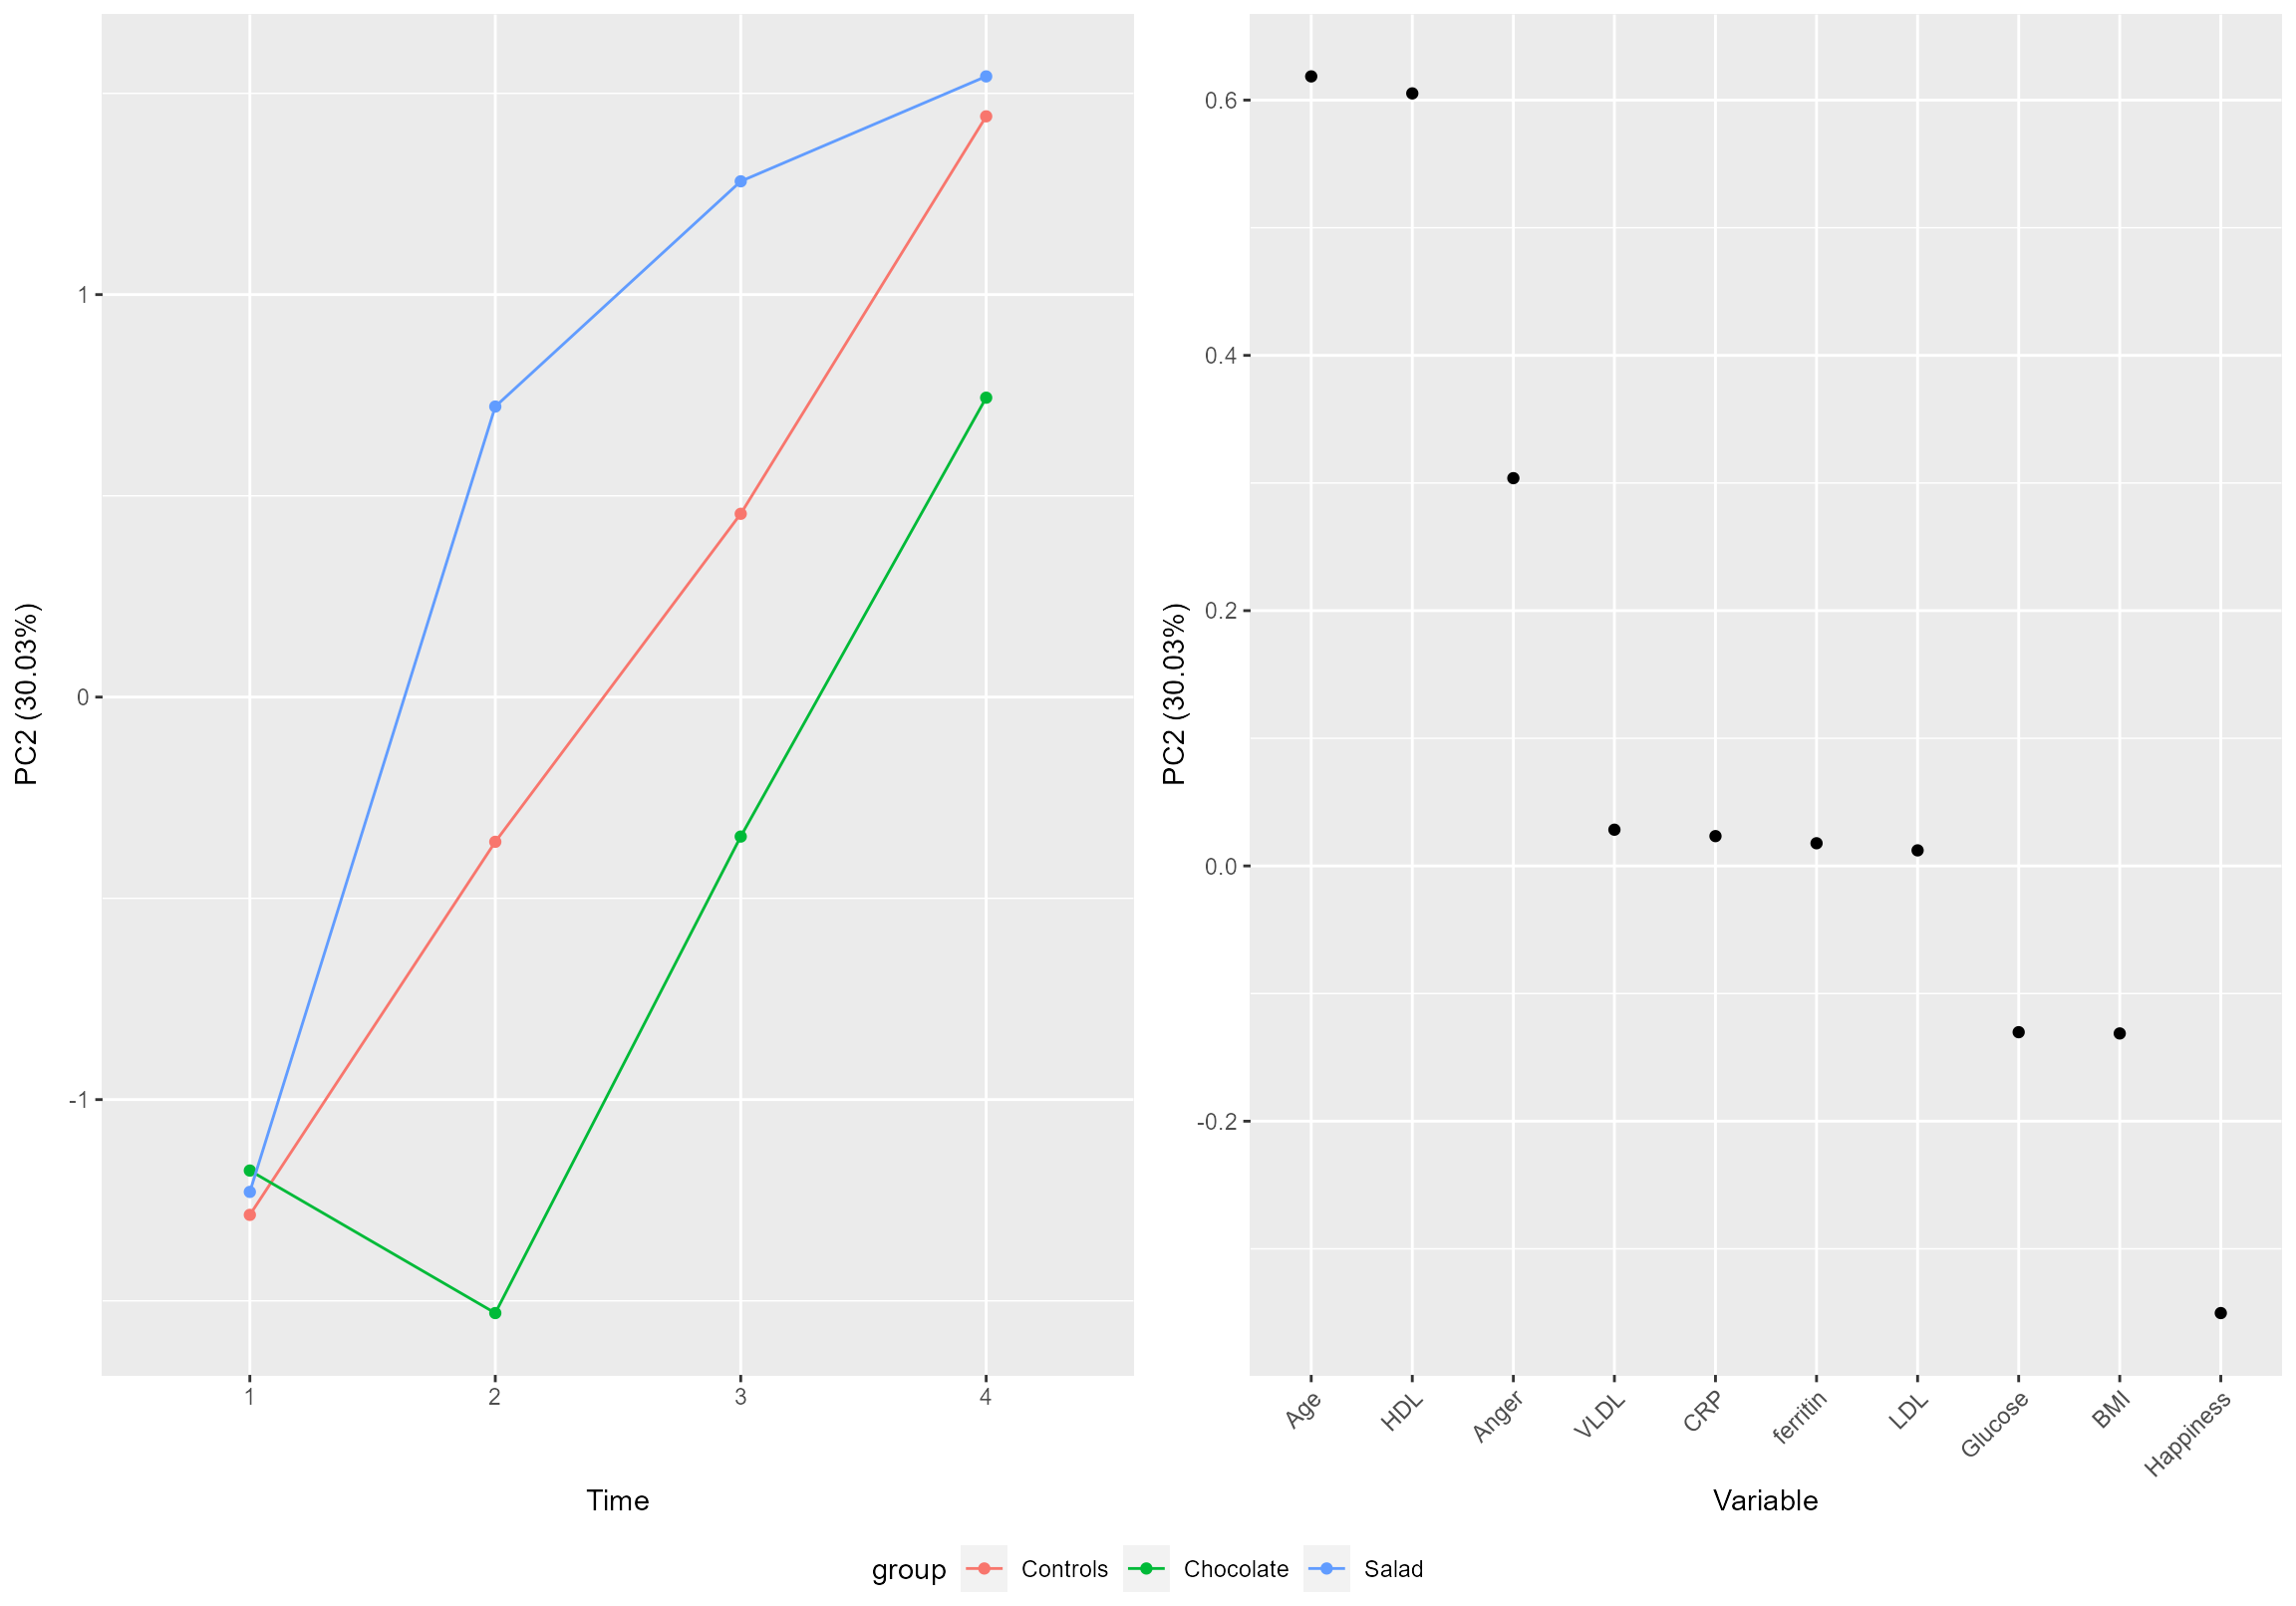 PC2 (30.03%)
1
0
-1
1 2 3 4
Time
PC2 (30.03%)
0.6
0.4
0.2
0.0
-0.2
Age HDL Anger VLDL CRP ferritin LDL Glucose BMI Happiness
Variable
group Controls Chocolate Salad